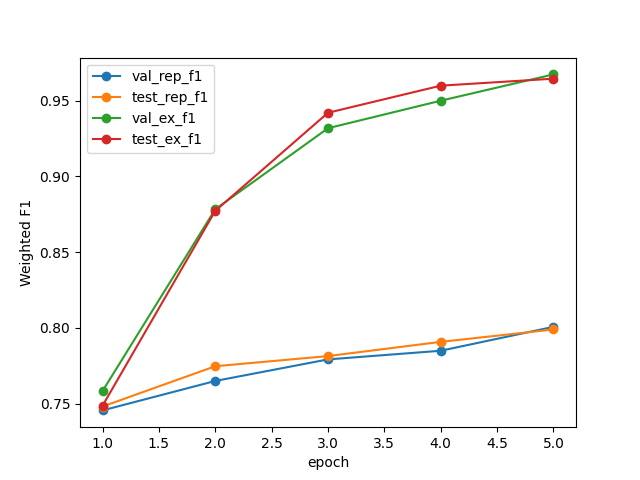 val_rep_f1
test_rep_f1
val_ex_f1
test_ex_f1
0.95
0.90
0.85
0.80
0.75
Weighted F1
1.0 1.5 2.0 2.5 3.0 3.5 4.0 4.5 5.0
epoch